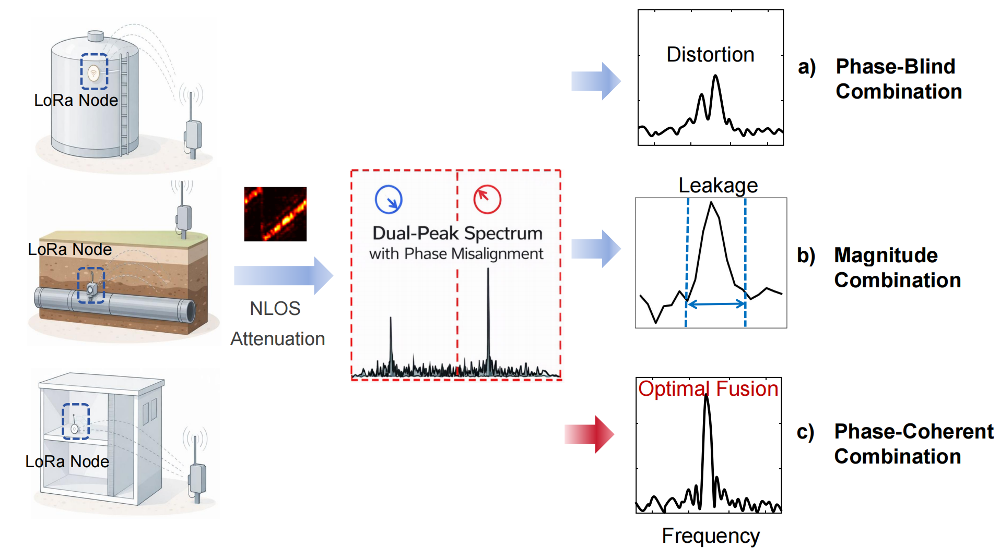 LoRa Node
LoRa Node
LoRa Node
NLOS
Attenuation
Dual-Peak Spectrum
with Phase Misalignment
Distortion
a) Phase-Blind
Combination
Leakage
b) Magnitude
Combination
Optimal Fusion
c) Phase-Coherent
Combination
Frequency